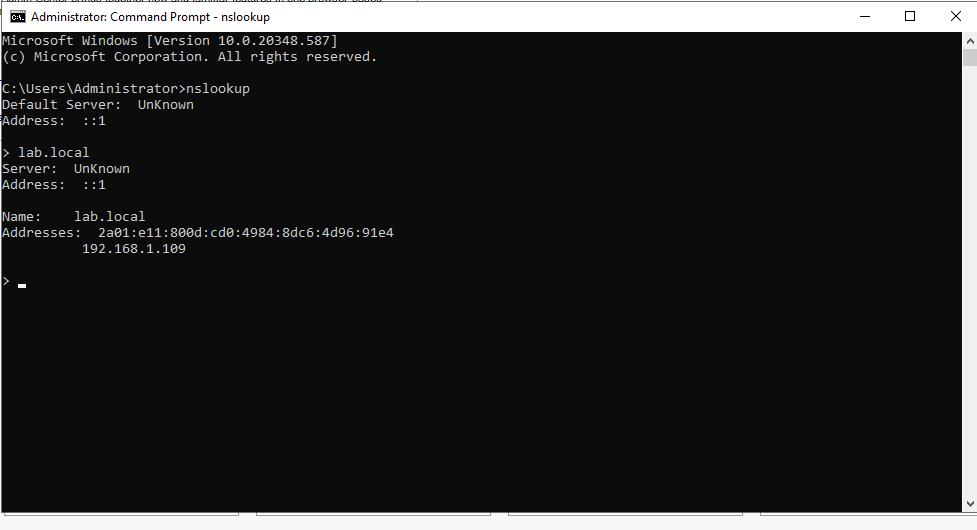 Administrator: Command Prompt - nslookup
Microsoft Windows [Version 10.0.20348.587]
(c) Microsoft Corporation. All rights reserved.
C:\Users\Administrator>nslookup
Default Server:  UnKnown
Address:  ::1
> lab.local
Server:  UnKnown
Address:  ::1
Name:    lab.local
Addresses:  2a01:e11:800d:cd0:4984:8dc6:4d96:91e4
192.168.1.109
>